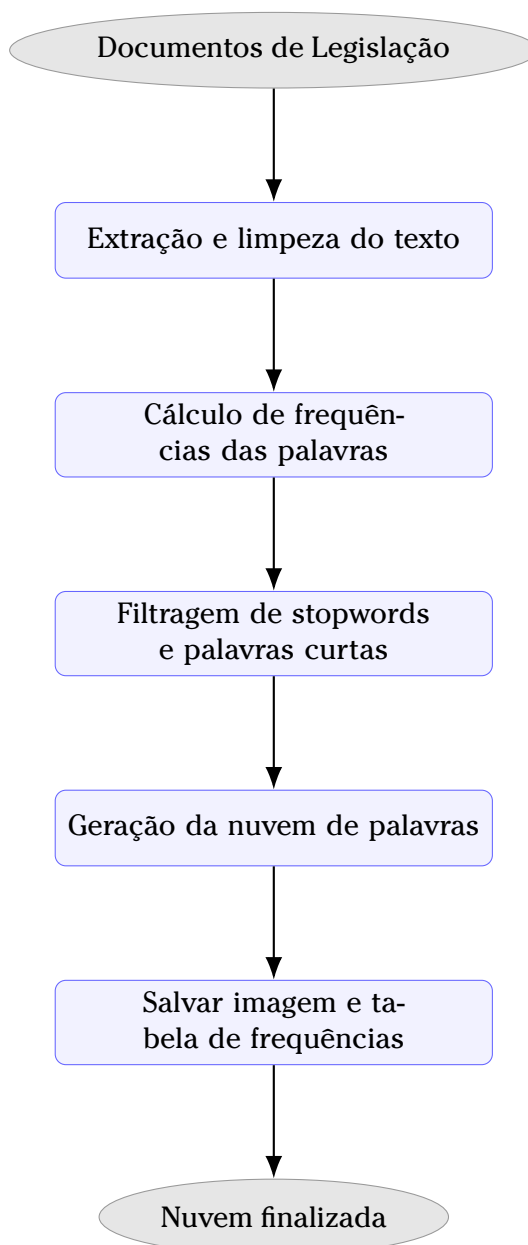 Documentos de Legislação
Extração e limpeza do texto
Cálculo de frequên-
cias das palavras
Filtragem de stopwords
e palavras curtas
Geração da nuvem de palavras
Salvar imagem e ta-
bela de frequências
Nuvem finalizada